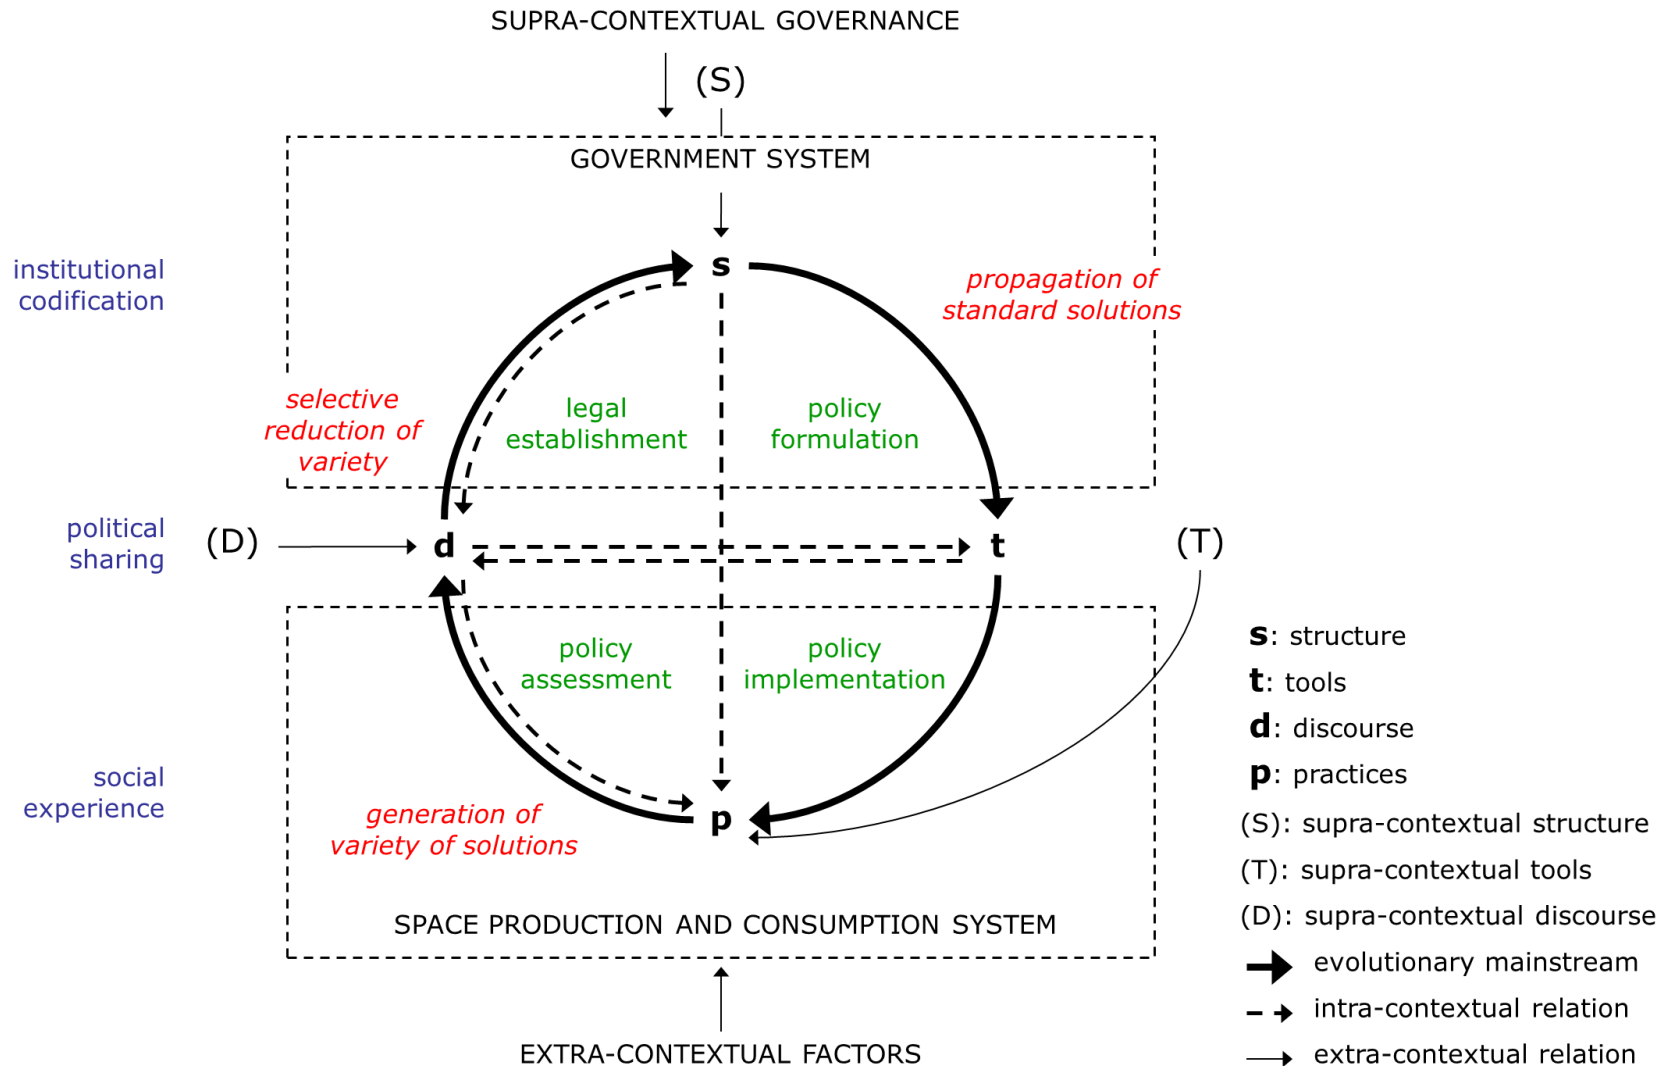 SUPRA-CONTEXTUAL GOVERNANCE
(S)
GOVERNMENT SYSTEM
institutional
codification
s
propagation of
standard solutions
selective
reduction of
variety
legal
establishment
policy
formulation
political
sharing
(D)
d
t
(T)
policy
assessment
policy
implementation
social
experience
p
generation of
variety of solutions
SPACE PRODUCTION AND CONSUMPTION SYSTEM
EXTRA-CONTEXTUAL FACTORS
s: structure
t: tools
d: discourse
p: practices
(S): supra-contextual structure
(T): supra-contextual tools
(D): supra-contextual discourse
evolutionary mainstream
intra-contextual relation
extra-contextual relation